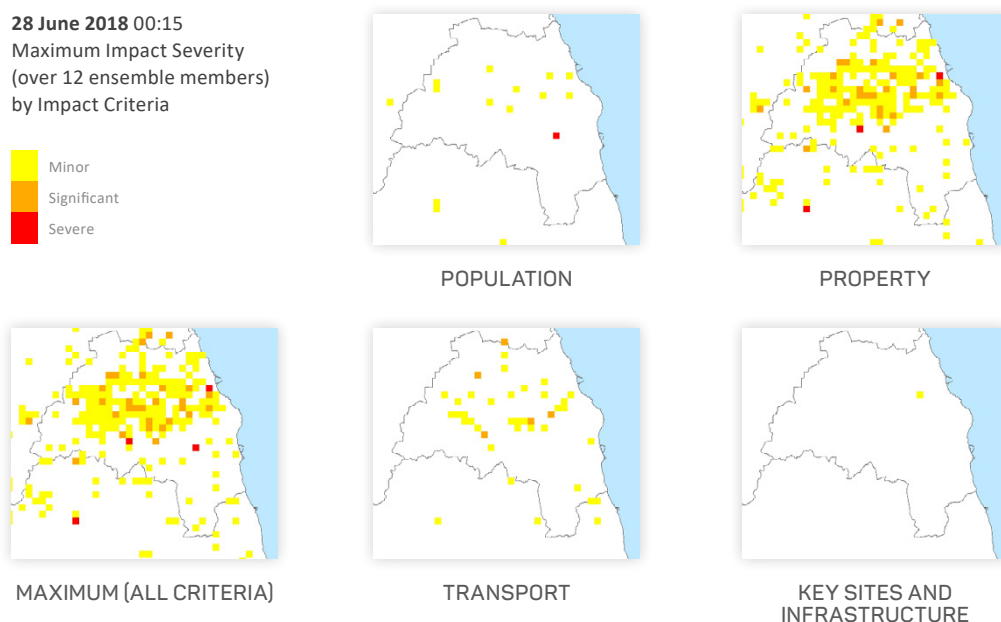 28 June 2018 00:15
Maximum Impact Severity
(over 12 ensemble members)
by Impact Criteria
Minor
Significant
Severe
POPULATION
PROPERTY
MAXIMUM (ALL CRITERIA)
TRANSPORT
KEY SITES AND
INFRASTRUCTURE